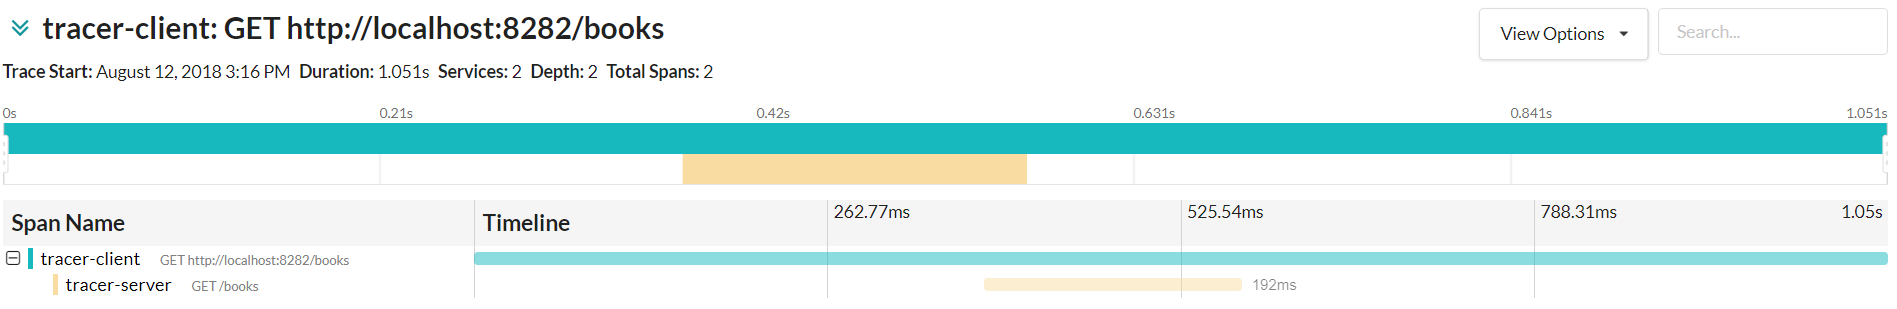 tracer-client: GET http://localhost:8282/books
View Options
Search...
Trace Start: August 12, 2018 3:16 PM Duration: 1.051s Services: 2 Depth: 2 Total Spans: 2
0s 0.21s 0.42s 0.631s 0.841s 1.051s
Span Name Timeline 262.77ms 525.54ms 788.31ms 1.05s
tracer-client GET http://localhost:8282/books
tracer-server GET /books 192ms